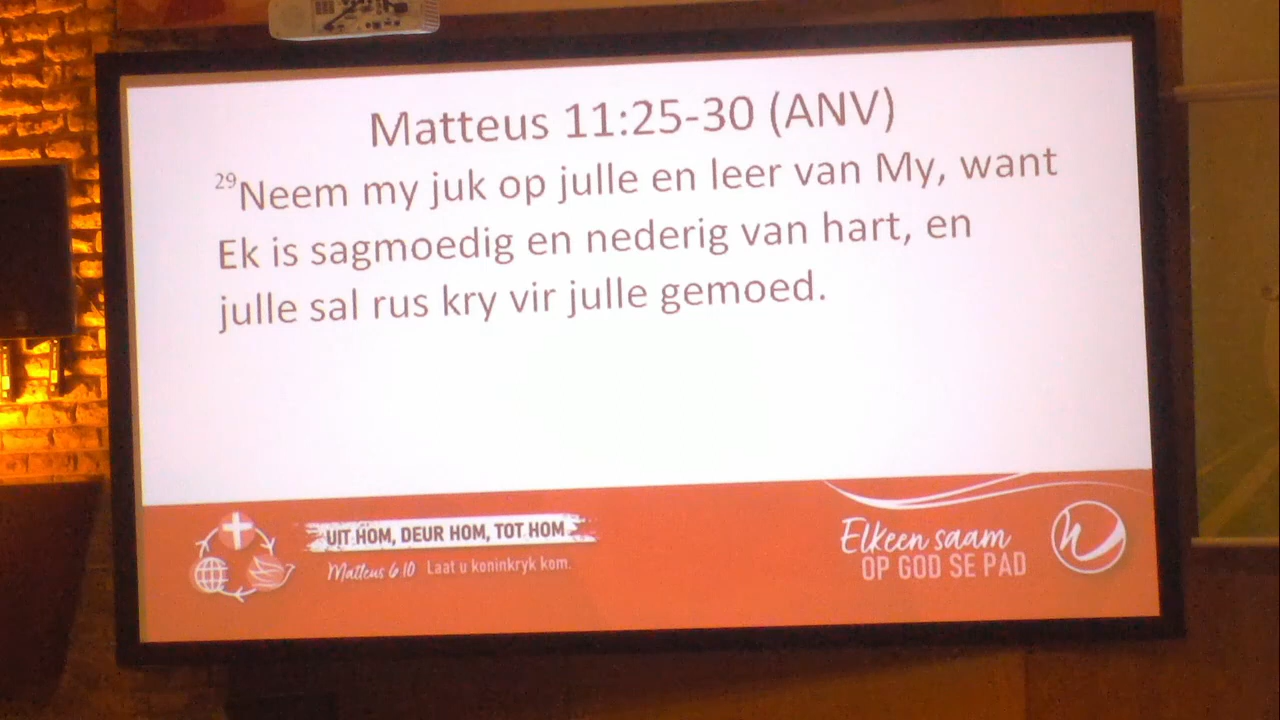 Matteus 11:25-30 (ANV)
29Neem my juk op julle en leer van My, want
Ek is sagmoedig en nederig van hart, en
julle sal rus kry vir julle gemoed.
UIT HOM, DEUR HOM, TOT HOM
Matteus 6:10 Laat u koninkryk kom.
Elkeen saam
OP GOD SE PAD